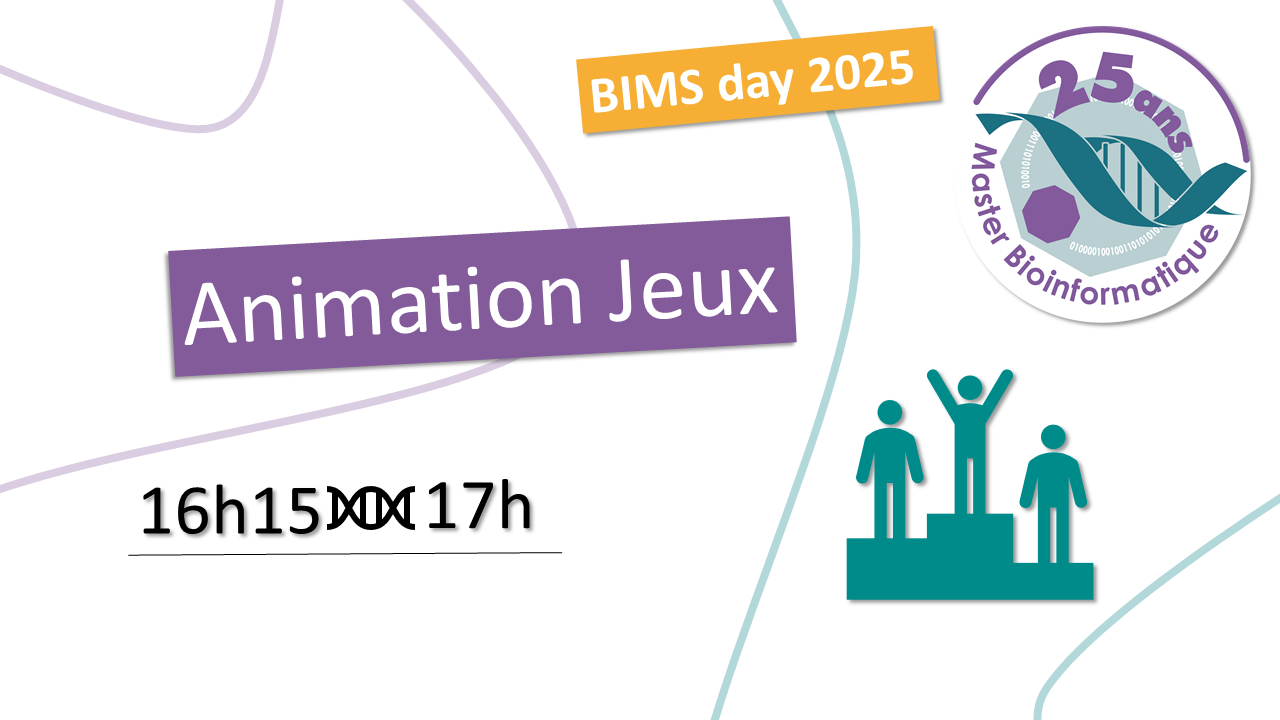 BIMS day 2025
25 ans
Master Bioinformatique
Animation Jeux
16h15 17h